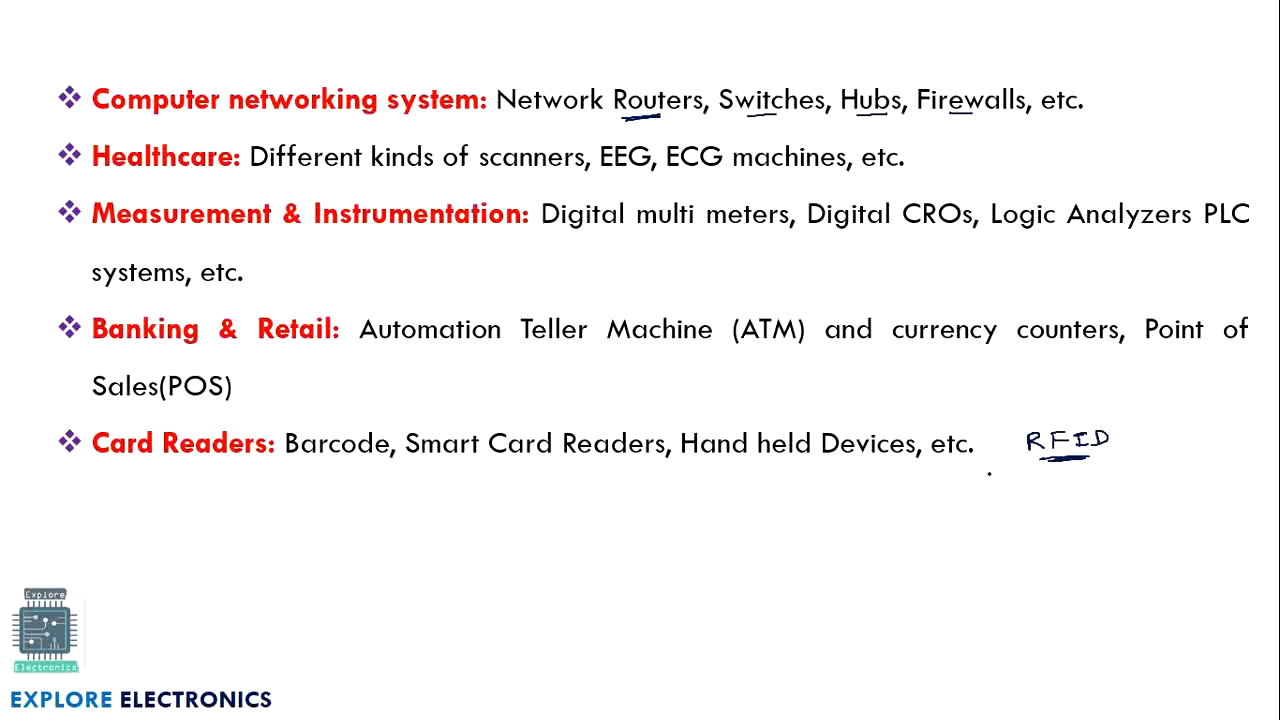 Computer networking system: Network Routers, Switches, Hubs, Firewalls, etc.
Healthcare: Different kinds of scanners, EEG, ECG machines, etc.
Measurement & Instrumentation: Digital multi meters, Digital CROs, Logic Analyzers PLC
systems, etc.
Banking & Retail: Automation Teller Machine (ATM) and currency counters, Point of
Sales(POS)
Card Readers: Barcode, Smart Card Readers, Hand held Devices, etc. RFID
Explore
Electronics
EXPLORE ELECTRONICS